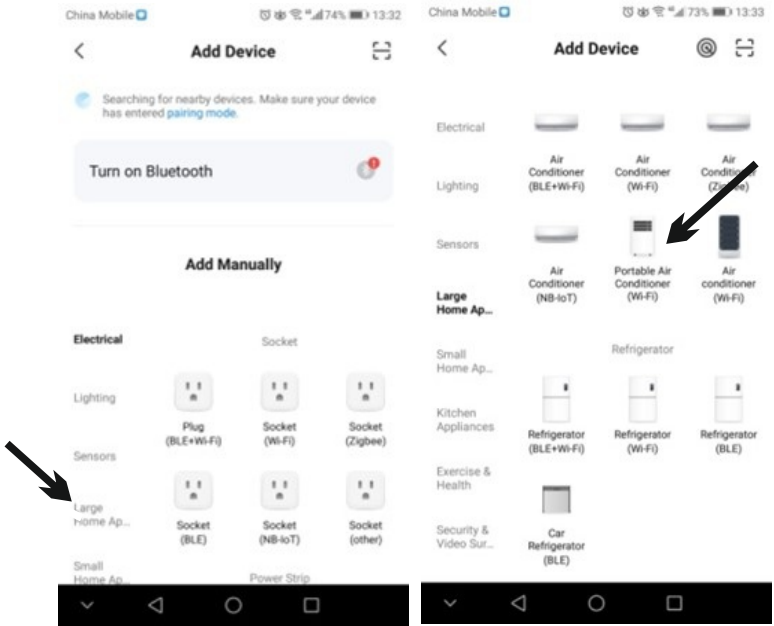 China Mobile 74% 13:32
Add Device
Searching for nearby devices. Make sure your device
has entered pairing mode.
Turn on Bluetooth
Add Manually
Electrical
Socket
Lighting
Plug
(BLE+Wi-Fi)
Socket
(Wi-Fi)
Socket
(Zigbee)
Sensors
Large
Home Ap...
Socket
(BLE)
Socket
(NB-IoT)
Socket
(other)
Small
Home Ap...
Power Strip
China Mobile 73% 13:33
Add Device
Electrical
Air
Conditioner
(BLE+Wi-Fi)
Air
Conditioner
(Wi-Fi)
Air
Conditioner
(Zigbee)
Lighting
Sensors
Air
Conditioner
(NB-IoT)
Portable Air
Conditioner
(Wi-Fi)
Air
conditioner
(Wi-Fi)
Large
Home Ap...
Small
Home Ap...
Refrigerator
Kitchen
Appliances
Refrigerator
(BLE+Wi-Fi)
Refrigerator
(Wi-Fi)
Refrigerator
(BLE)
Exercise &
Health
Security &
Video Sur...
Car
Refrigerator
(BLE)